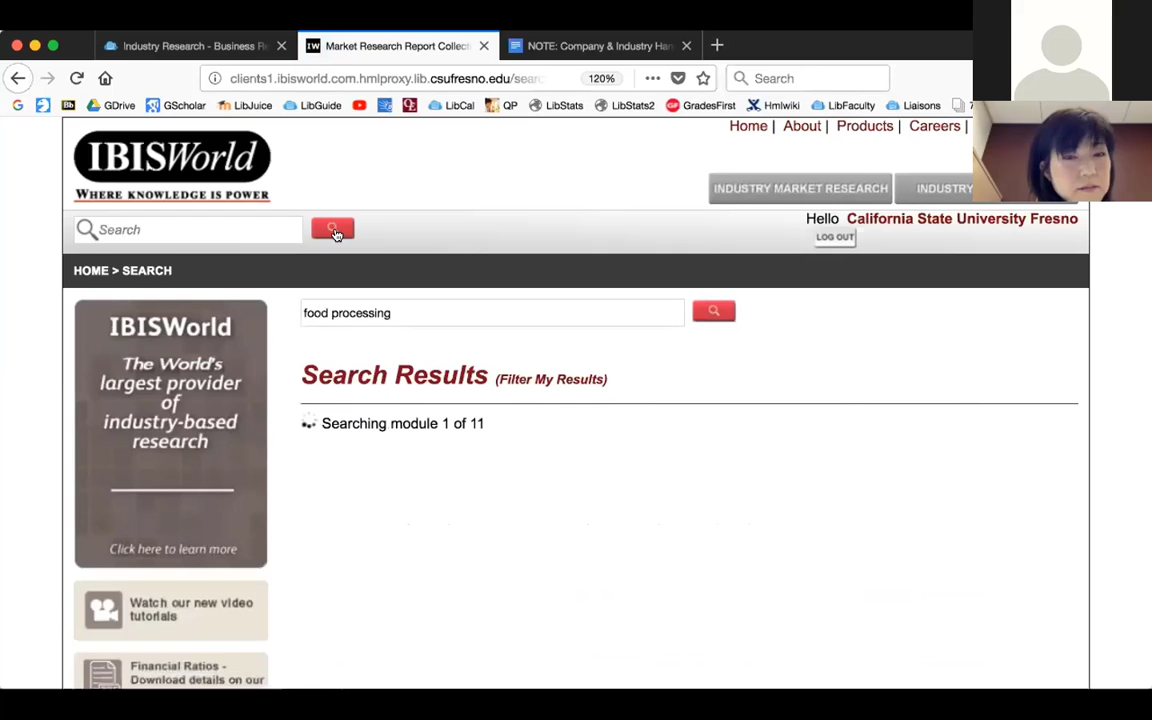 Industry Research - Business R
Market Research Report Collect
NOTE: Company & Industry Han
clients1.ibisworld.com.hmlproxy.lib.csufresno.edu/searc
120%
Search
G
Bb
GDrive
GScholar
LibJuice
LibGuide
LibCal
QP
LibStats
LibStats2
GF
GradesFirst
Hmlwiki
LibFaculty
Liaisons
IBISWorld
WHERE KNOWLEDGE IS POWER
Home | About | Products | Careers |
INDUSTRY MARKET RESEARCH
INDUSTRY
Search
Hello California State University Fresno
LOG OUT
HOME > SEARCH
IBISWorld
The World's
largest provider
of
industry-based
research
Click here to learn more
Watch our new video
tutorials
Financial Ratios -
Download details on our
food processing
Search Results (Filter My Results)
Searching module 1 of 11